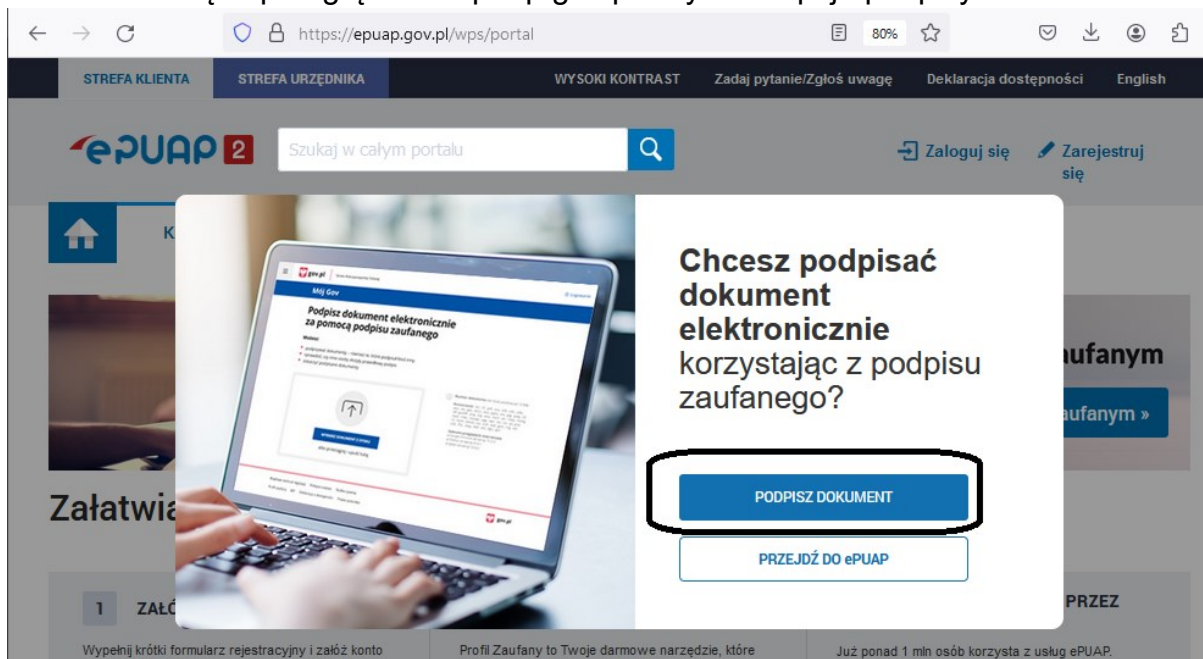 https://epuap.gov.pl/wps/portal
80%
STREFA KLIENTA STREFA URZĘDNIKA WYSOKI KONTRAST Zadaj pytanie/Zgłoś uwagę Deklaracja dostępności English
ePUAP 2 Szukaj w całym portalu Zaloguj się Zarejestruj
się
K
Chcesz podpisać
dokument
elektronicznie
korzystając z podpisu
zaufanego?
gov.pl
Mój Gov
Podpisz dokument elektronicznie
za pomocą podpisu zaufanego
PODPISZ DOKUMENT
PRZEJDŹ DO ePUAP
aufanym
aufanym »
gov.pl
Załatwia
1 ZAŁÓ
PRZEZ
Wypełnij krótki formularz rejestracyjny i załóż konto Profil Zaufany to Twoje darmowe narzędzie, które Już ponad 1 mln osób korzysta z usług ePUAP.